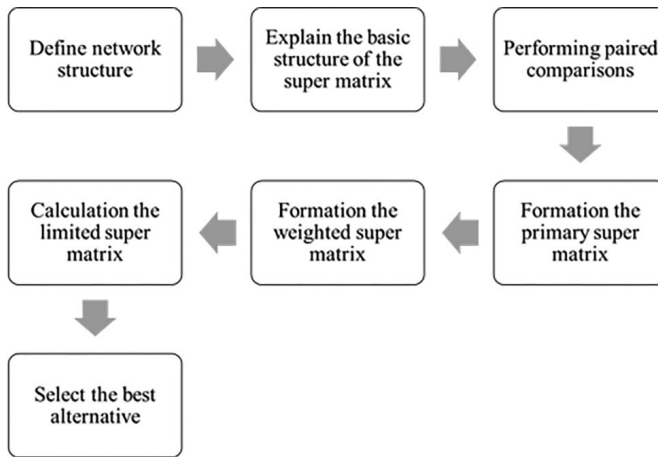 Define network
structure
Explain the basic
structure of the
super matrix
Performing paired
comparisons
Formation the
primary super
matrix
Formation the
weighted super
matrix
Calculation the
limited super
matrix
Select the best
alternative